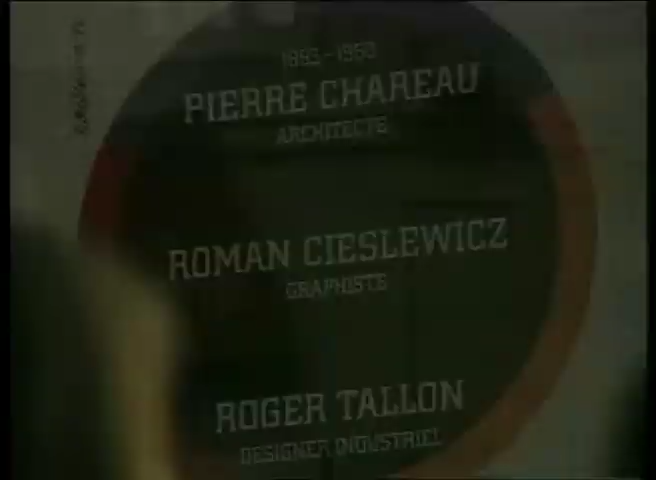 1883-1950
PIERRE CHAREAU
ARCHITECTE
ROMAN CIESLEWICZ
GRAPHISTE
ROGER TALLON
DESIGNER INDUSTRIEL